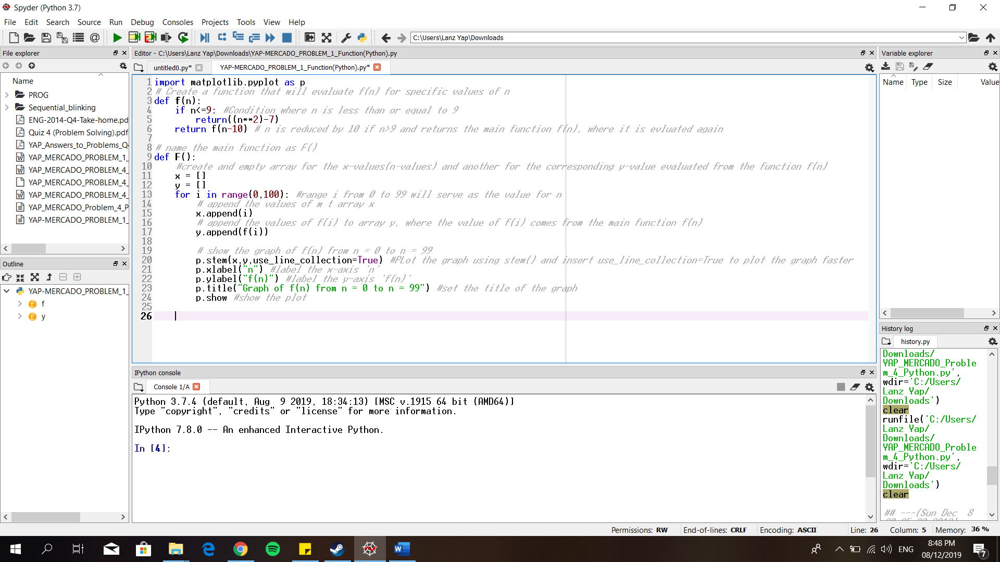 Spyder (Python 3.7)
File Edit Search Source Run Debug Consoles Projects Tools View Help
C:\Users\Lanz Yap\Downloads
File explorer
Name
PROG
Sequential_blinking
ENG-2014-Q4-Take-home.pd
Quiz 4 (Problem Solving).pdf
YAP_Answers_to_Problems_Q
YAP_MERCADO_PROBLEM_1_
YAP_MERCADO_PROBLEM_4_
YAP_MERCADO_PROBLEM_4_
YAP_MERCADO_PROBLEM_4_
YAP_MERCADO_Problem_4_P
YAP-MERCADO_PROBLEM_1_
Outline
YAP-MERCADO_PROBLEM_1_
f
y
Editor - C:\Users\Lanz Yap\Downloads\YAP-MERCADO_PROBLEM_1_Function(Python).py
untitled0.py* YAP-MERCADO_PROBLEM_1_Function(Python).py*
1 import matplotlib.pyplot as p
2 # Create a function that will evaluate f(n) for specific values of n
3 def f(n):
4     if n<=9: #Condition where n is less than or equal to 9
5         return((n**2)-7)
6     return f(n-10) # n is reduced by 10 if n>9 and returns the main function f(n), where it is evluated again
7
8 # name the main function as F()
9 def F():
10     #create and empty array for the x-values(n-values) and another for the corresponding y-value evaluated from the function f(n)
11     x = []
12     y = []
13     for i in range(0,100): #range i from 0 to 99 will serve as the value for n
14         # append the values of m t array x
15         x.append(i)
16         # append the values of f(i) to array y, where the value of f(i) comes from the main function f(n)
17         y.append(f(i))
18
19         # show the graph of f(n) from n = 0 to n = 99
20         p.stem(x,y,use_line_collection=True) #PLot the graph using stem() and insert use_line_collection=True to plot the graph faster
21         p.xlabel("n") #label the x-axis 'n'
22         p.ylabel("f(n)") #label the y-axis 'f(n)'
23         p.title("Graph of f(n) from n = 0 to n = 99") #set the title of the graph
24         p.show #show the plot
25
26
IPython console
Console 1/A
Python 3.7.4 (default, Aug  9 2019, 18:34:13) [MSC v.1915 64 bit (AMD64)]
Type "copyright", "credits" or "license" for more information.
IPython 7.8.0 -- An enhanced Interactive Python.
In [4]:
Variable explorer
Name Type Size Value
History log
history.py
Downloads/
YAP_MERCADO_Proble
m_4_Python.py',
wdir='C:/Users/
Lanz Yap/
Downloads')
clear
runfile('C:/Users/
Lanz Yap/
Downloads/
YAP_MERCADO_Proble
m_4_Python.py',
wdir='C:/Users/
Lanz Yap/
Downloads')
clear
## ---(Sun Dec  8
Permissions: RW End-of-lines: CRLF Encoding: ASCII Line: 26 Column: 5 Memory: 36 %
ENG
8:48 PM
08/12/2019
7